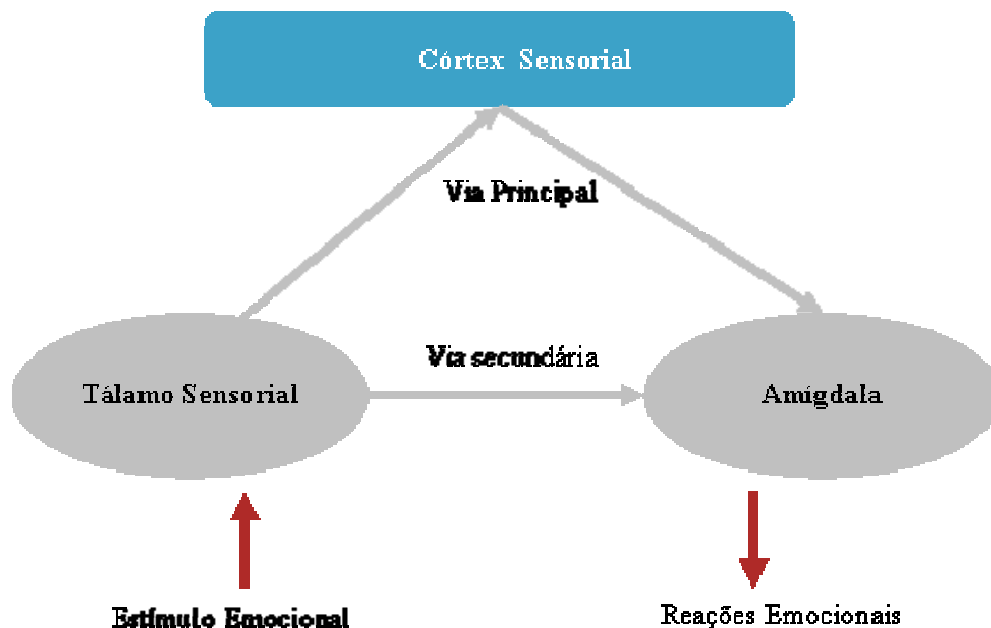 Córtex Sensorial
Via Principal
Via secundária
Tálamo Sensorial
Amígdala
Estímulo Emocional
Reações Emocionais